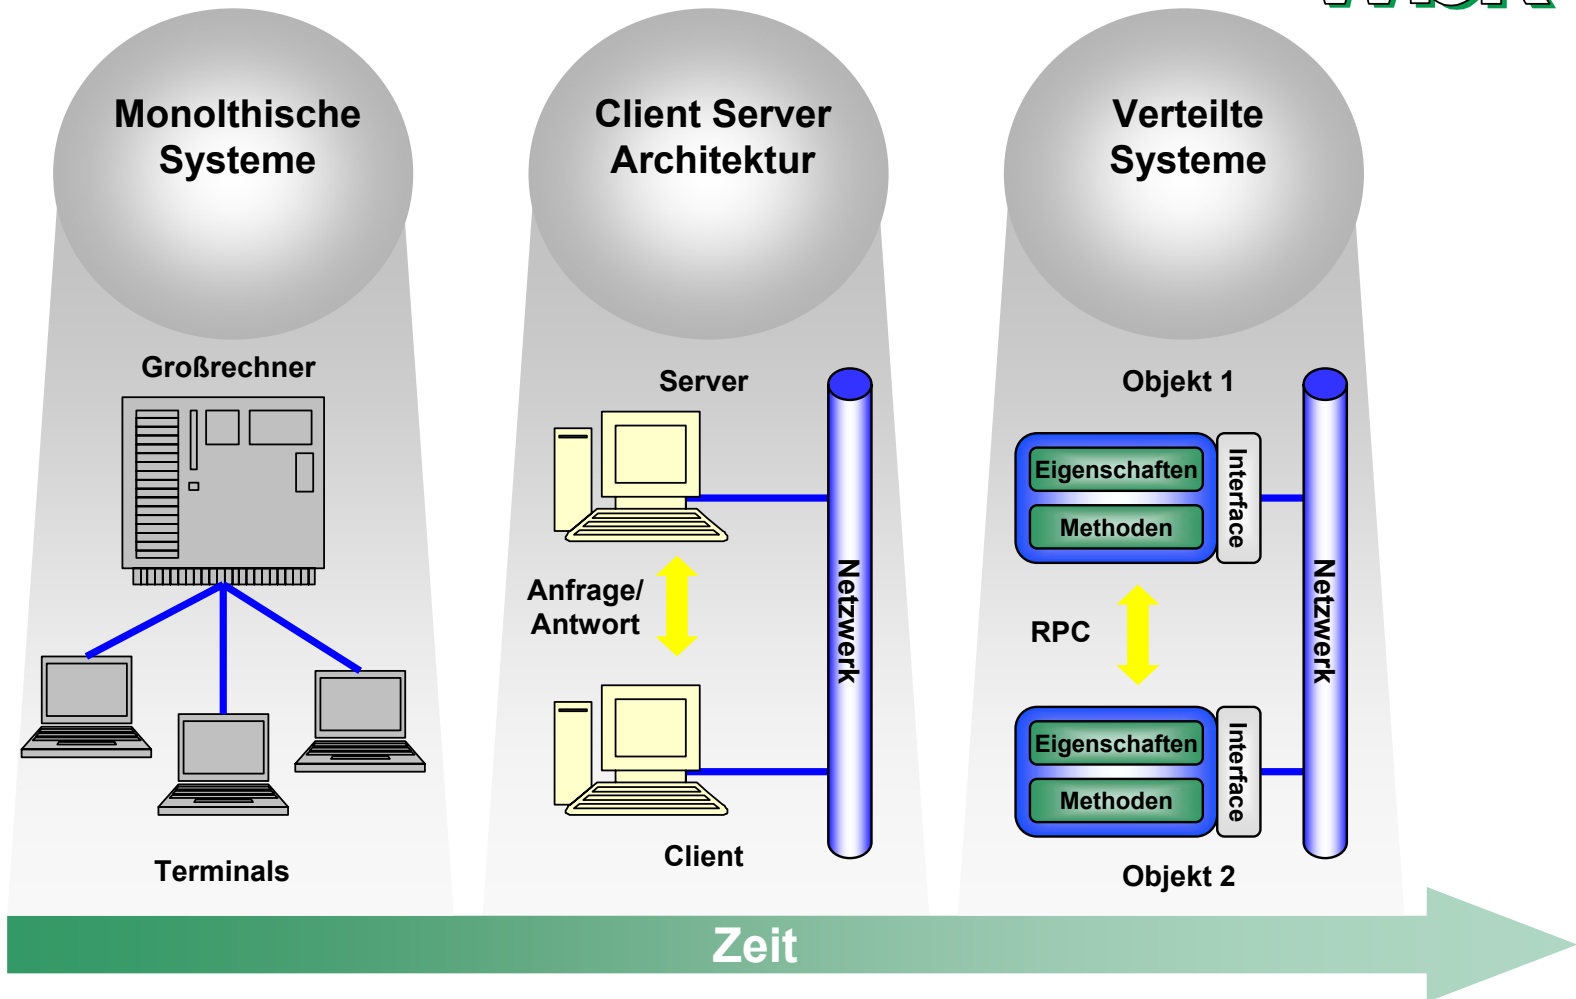 Monolthische
Systeme
Großrechner
Terminals
Client Server
Architektur
Server
Anfrage/
Antwort
Client
Netzwerk
Verteilte
Systeme
Objekt 1
Eigenschaften
Methoden
Interface
RPC
Eigenschaften
Methoden
Interface
Objekt 2
Netzwerk
Zeit